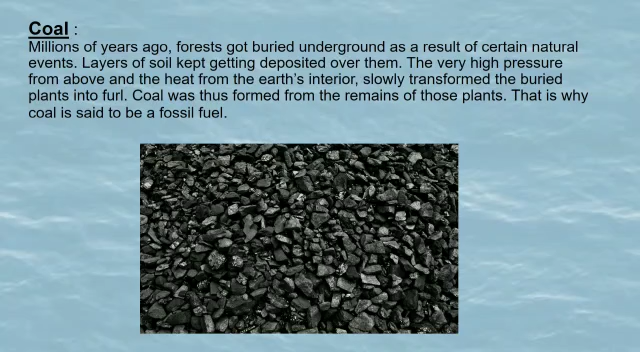 Coal :
Millions of years ago, forests got buried underground as a result of certain natural
events. Layers of soil kept getting deposited over them. The very high pressure
from above and the heat from the earth's interior, slowly transformed the buried
plants into furl. Coal was thus formed from the remains of those plants. That is why
coal is said to be a fossil fuel.